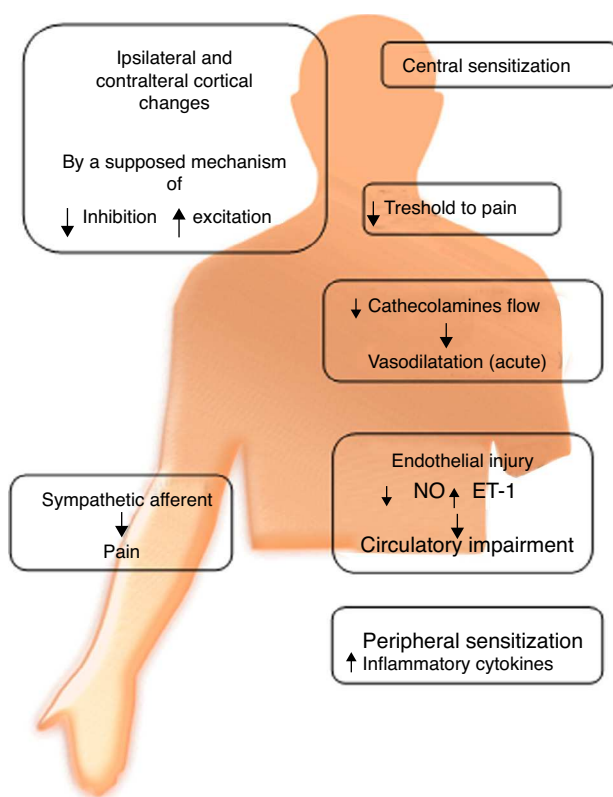 Ipsilateral and
contralteral cortical
changes
By a supposed mechanism
of
↓ Inhibition ↑ excitation
Central sensitization
↓ Treshold to pain
↓ Cathecolamines flow
↓
Vasodilatation (acute)
Endothelial injury
↓ NO ↑ ET-1
↓
Circulatory impairment
Sympathetic afferent
↓
Pain
Peripheral sensitization
↑ Inflammatory cytokines